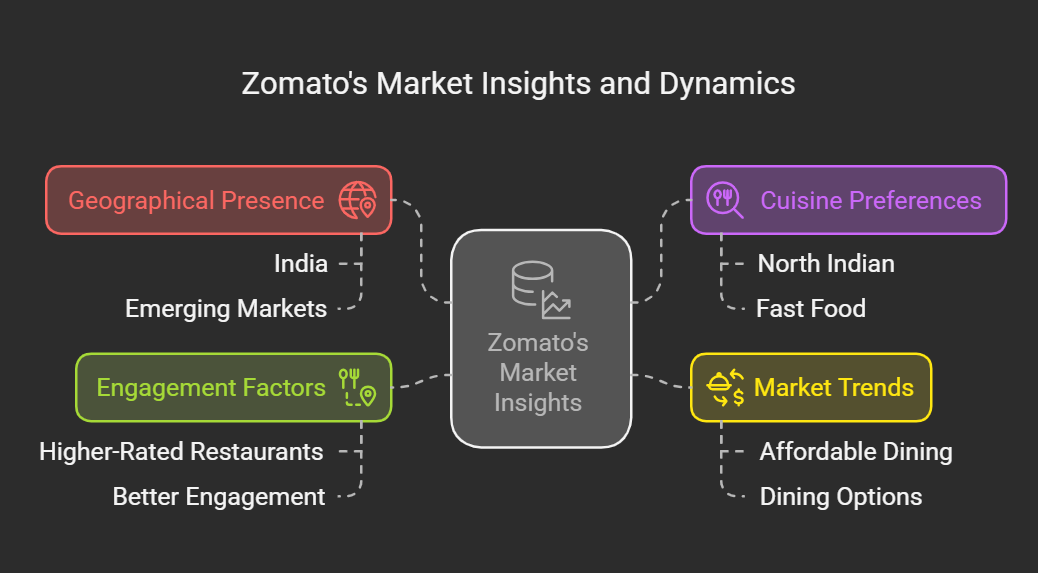 Zomato's Market Insights and Dynamics
Geographical Presence
India
Emerging Markets
Engagement Factors
Higher-Rated Restaurants
Better Engagement
Zomato's
Market
Insights
Cuisine Preferences
North Indian
Fast Food
Market Trends
Affordable Dining
Dining Options